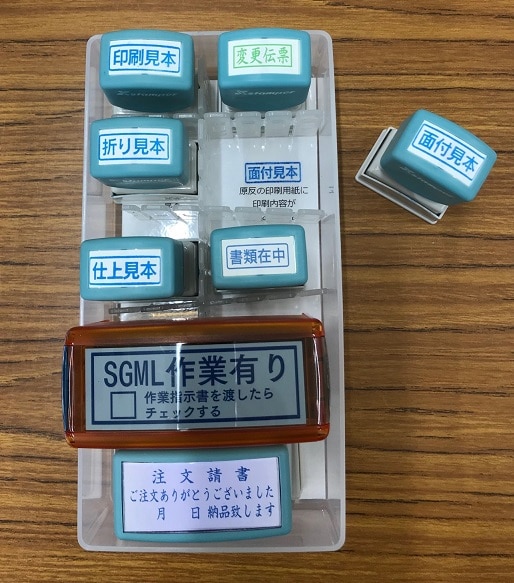 印刷見本
変更伝票
折り見本
面付見本
面付見本
原反の印刷用紙に
印刷内容が
仕上見本
書類在中
SGML作業有り
作業指示書を渡したら
チェックする
注文請書
ご注文ありがとうございました
月 日 納品致します